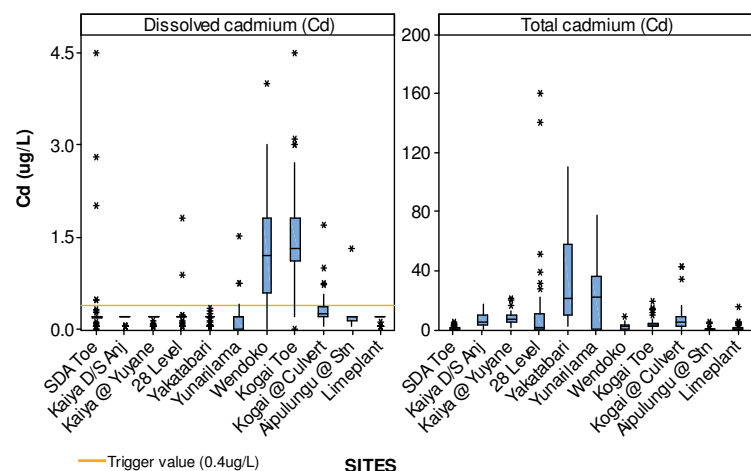 Dissolved cadmium (Cd)
Total cadmium (Cd)
Cd (ug/L)
4.5
3.0
1.5
0.0
200
160
120
80
40
0
SDA Toe
Kaiya D/S Anj
Kaiya @ Yuyane
28 Level
Yakatabari
Yunarilama
Wendoko
Kogai Toe
Kogai @ Culvert
Aipulungu @ Stn
Limeplant
SDA Toe
Kaiya D/S Anj
Kaiya @ Yuyane
28 Level
Yakatabari
Yunarilama
Wendoko
Kogai Toe
Kogai @ Culvert
Aipulungu @ Stn
Limeplant
Trigger value (0.4ug/L)
SITES